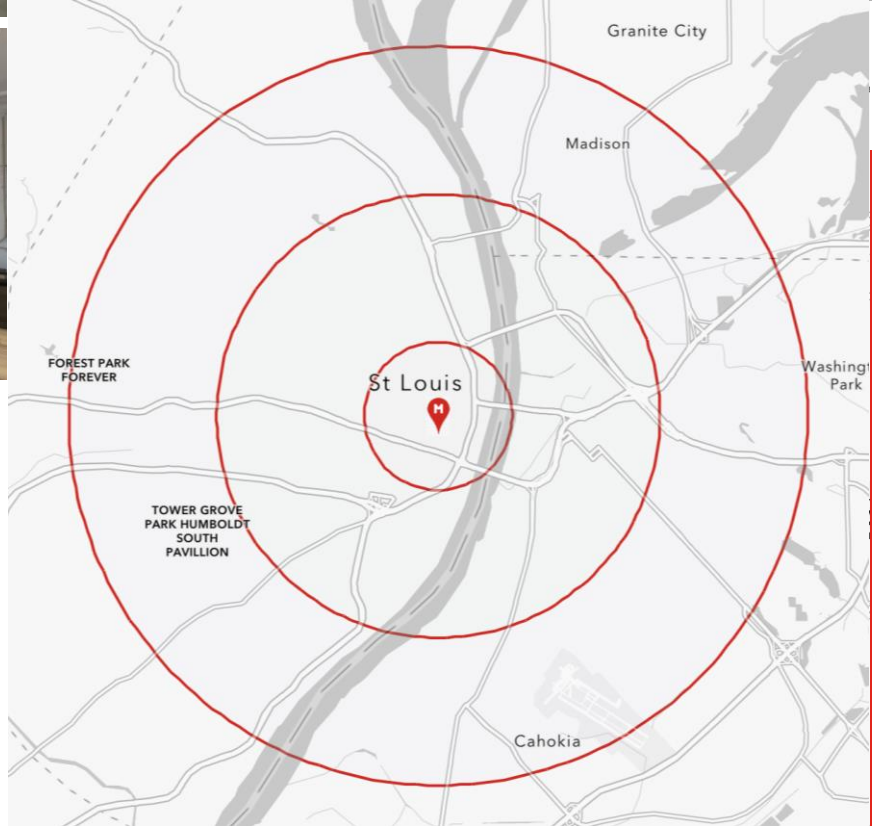 Granite City
Madison
FOREST PARK
FOREVER
Washingt
Park
St Louis
M
TOWER GROVE
PARK HUMBOLDT
SOUTH
PAVILLION
Cahokia